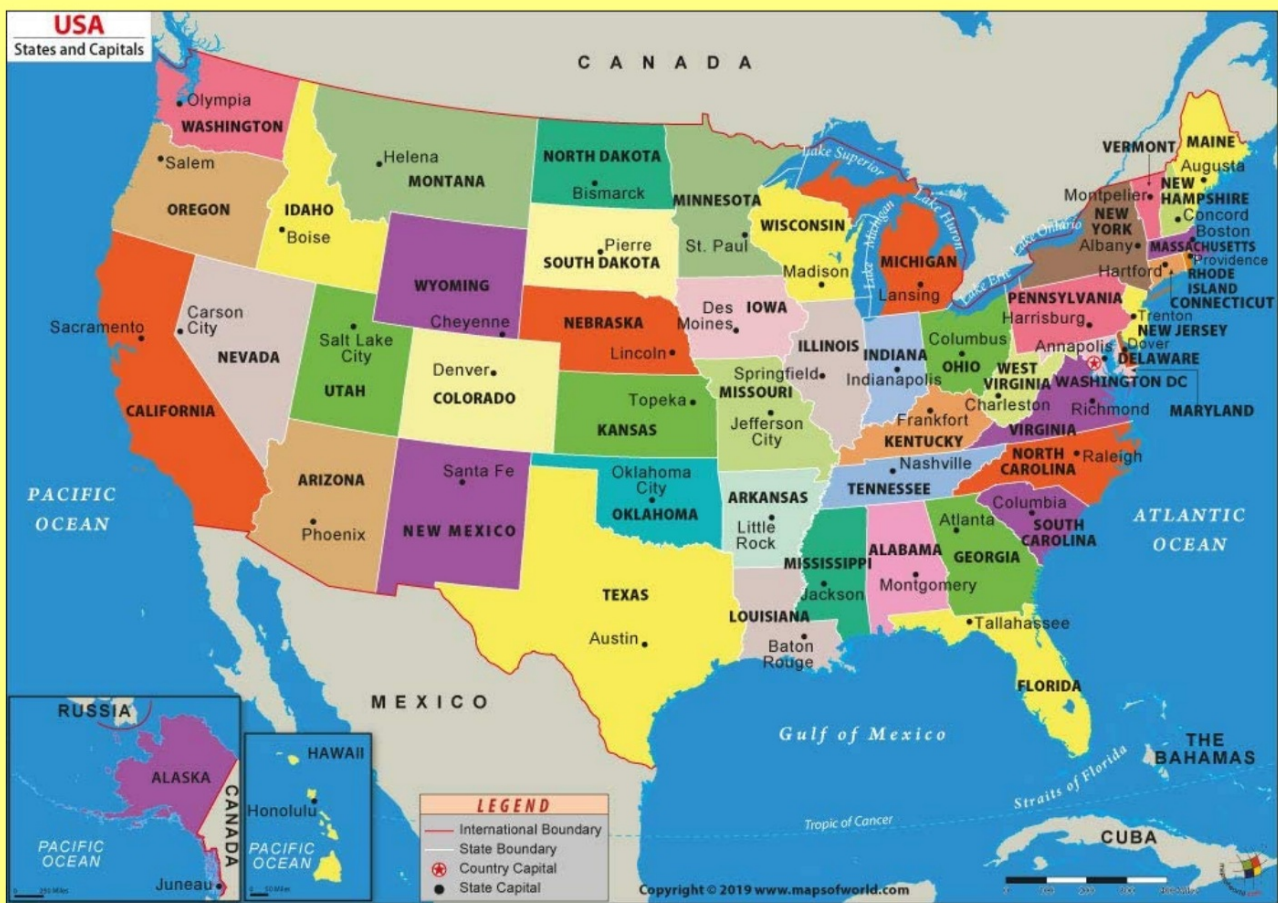 USA
States and Capitals
CANADA
Olympia
WASHINGTON
Salem
OREGON
IDAHO
Boise
Helena
MONTANA
NORTH DAKOTA
Bismarck
Pierre
SOUTH DAKOTA
MINNESOTA
St. Paul
WISCONSIN
Madison
Lake Superior
Lake Michigan
Lake Huron
MICHIGAN
Lansing
Lake Ontario
Lake Erie
VERMONT
Montpelier
MAINE
Augusta
NEW
HAMPSHIRE
Concord
NEW
YORK
Albany
Boston
MASSACHUSETTS
Providence
Hartford
RHODE
ISLAND
CONNECTICUT
WYOMING
Cheyenne
NEBRASKA
Lincoln
Des
Moines
IOWA
ILLINOIS
Springfield
INDIANA
Indianapolis
Columbus
OHIO
PENNSYLVANIA
Harrisburg
Trenton
NEW JERSEY
Annapolis
Dover
DELAWARE
WASHINGTON DC
MARYLAND
WEST
VIRGINIA
Charleston
Richmond
VIRGINIA
Sacramento
CALIFORNIA
Carson
City
NEVADA
Salt Lake
City
UTAH
Denver
COLORADO
Topeka
KANSAS
MISSOURI
Jefferson
City
Frankfort
KENTUCKY
NORTH
CAROLINA
Raleigh
Nashville
TENNESSEE
Columbia
SOUTH
CAROLINA
ARIZONA
Phoenix
Santa Fe
NEW MEXICO
Oklahoma
City
OKLAHOMA
ARKANSAS
Little
Rock
MISSISSIPPI
Jackson
ALABAMA
Montgomery
Atlanta
GEORGIA
TEXAS
Austin
LOUISIANA
Baton
Rouge
Tallahassee
FLORIDA
PACIFIC
OCEAN
ATLANTIC
OCEAN
MEXICO
Gulf of Mexico
THE
BAHAMAS
Straits of Florida
Tropic of Cancer
CUBA
RUSSIA
ALASKA
CANADA
PACIFIC
OCEAN
Juneau
250 Miles
HAWAII
Honolulu
PACIFIC
OCEAN
50 Miles
LEGEND
International Boundary
State Boundary
Country Capital
State Capital
Copyright © 2019 www.mapsofworld.com